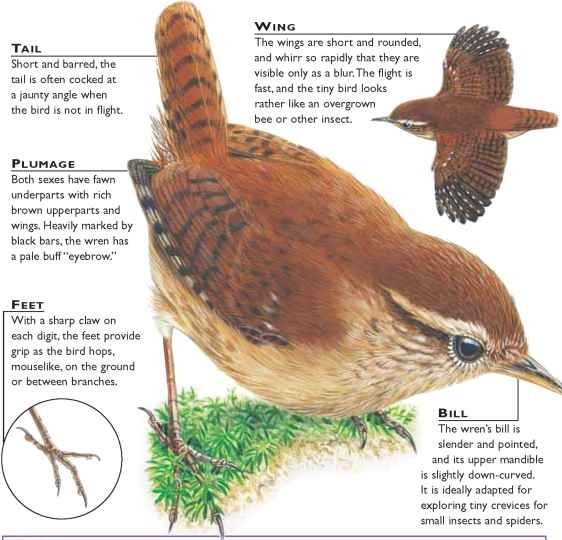 TAIL
Short and barred, the
tail is often cocked at
a jaunty angle when
the bird is not in flight.
WING
The wings are short and rounded,
and whirr so rapidly that they are
visible only as a blur. The flight is
fast, and the tiny bird looks
rather like an overgrown
bee or other insect.
PLUMAGE
Both sexes have fawn
underparts with rich
brown upperparts and
wings. Heavily marked by
black bars, the wren has
a pale buff “eyebrow.”
FEET
With a sharp claw on
each digit, the feet provide
grip as the bird hops,
mouselike, on the ground
or between branches.
BILL
The wren's bill is
slender and pointed,
and its upper mandible
is slightly down-curved.
It is ideally adapted for
exploring tiny crevices for
small insects and spiders.